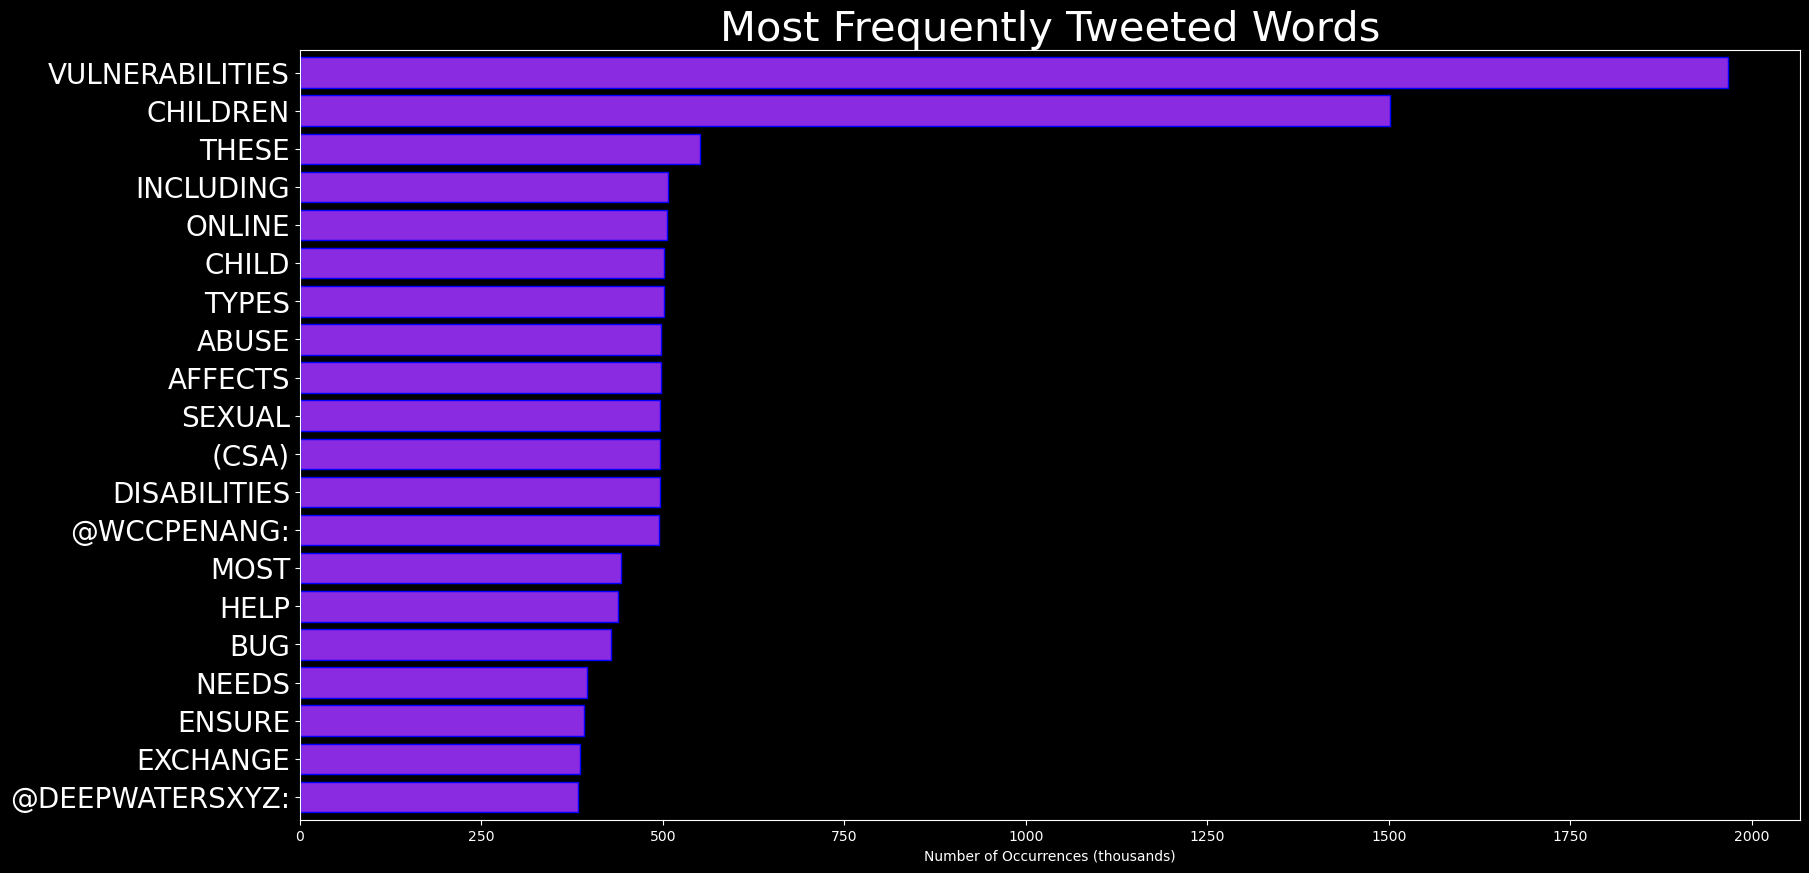 Most Frequently Tweeted Words
VULNERABILITIES
CHILDREN
THESE
INCLUDING
ONLINE
CHILD
TYPES
ABUSE
AFFECTS
SEXUAL
(CSA)
DISABILITIES
@WCCPENANG:
MOST
HELP
BUG
NEEDS
ENSURE
EXCHANGE
@DEEPWATERSXYZ:
0 250 500 750 1000 1250 1500 1750 2000
Number of Occurrences (thousands)